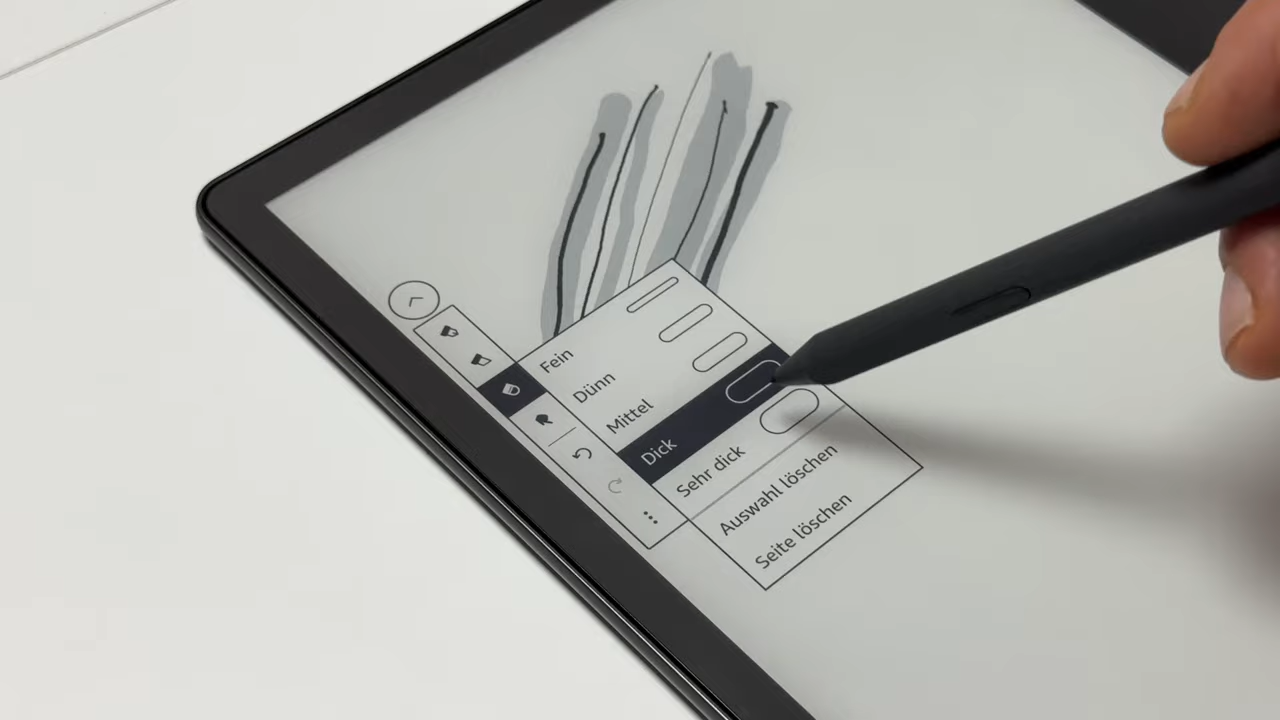 Fein
Dünn
Mittel
Dick
Sehr dick
Auswahl löschen
Seite löschen